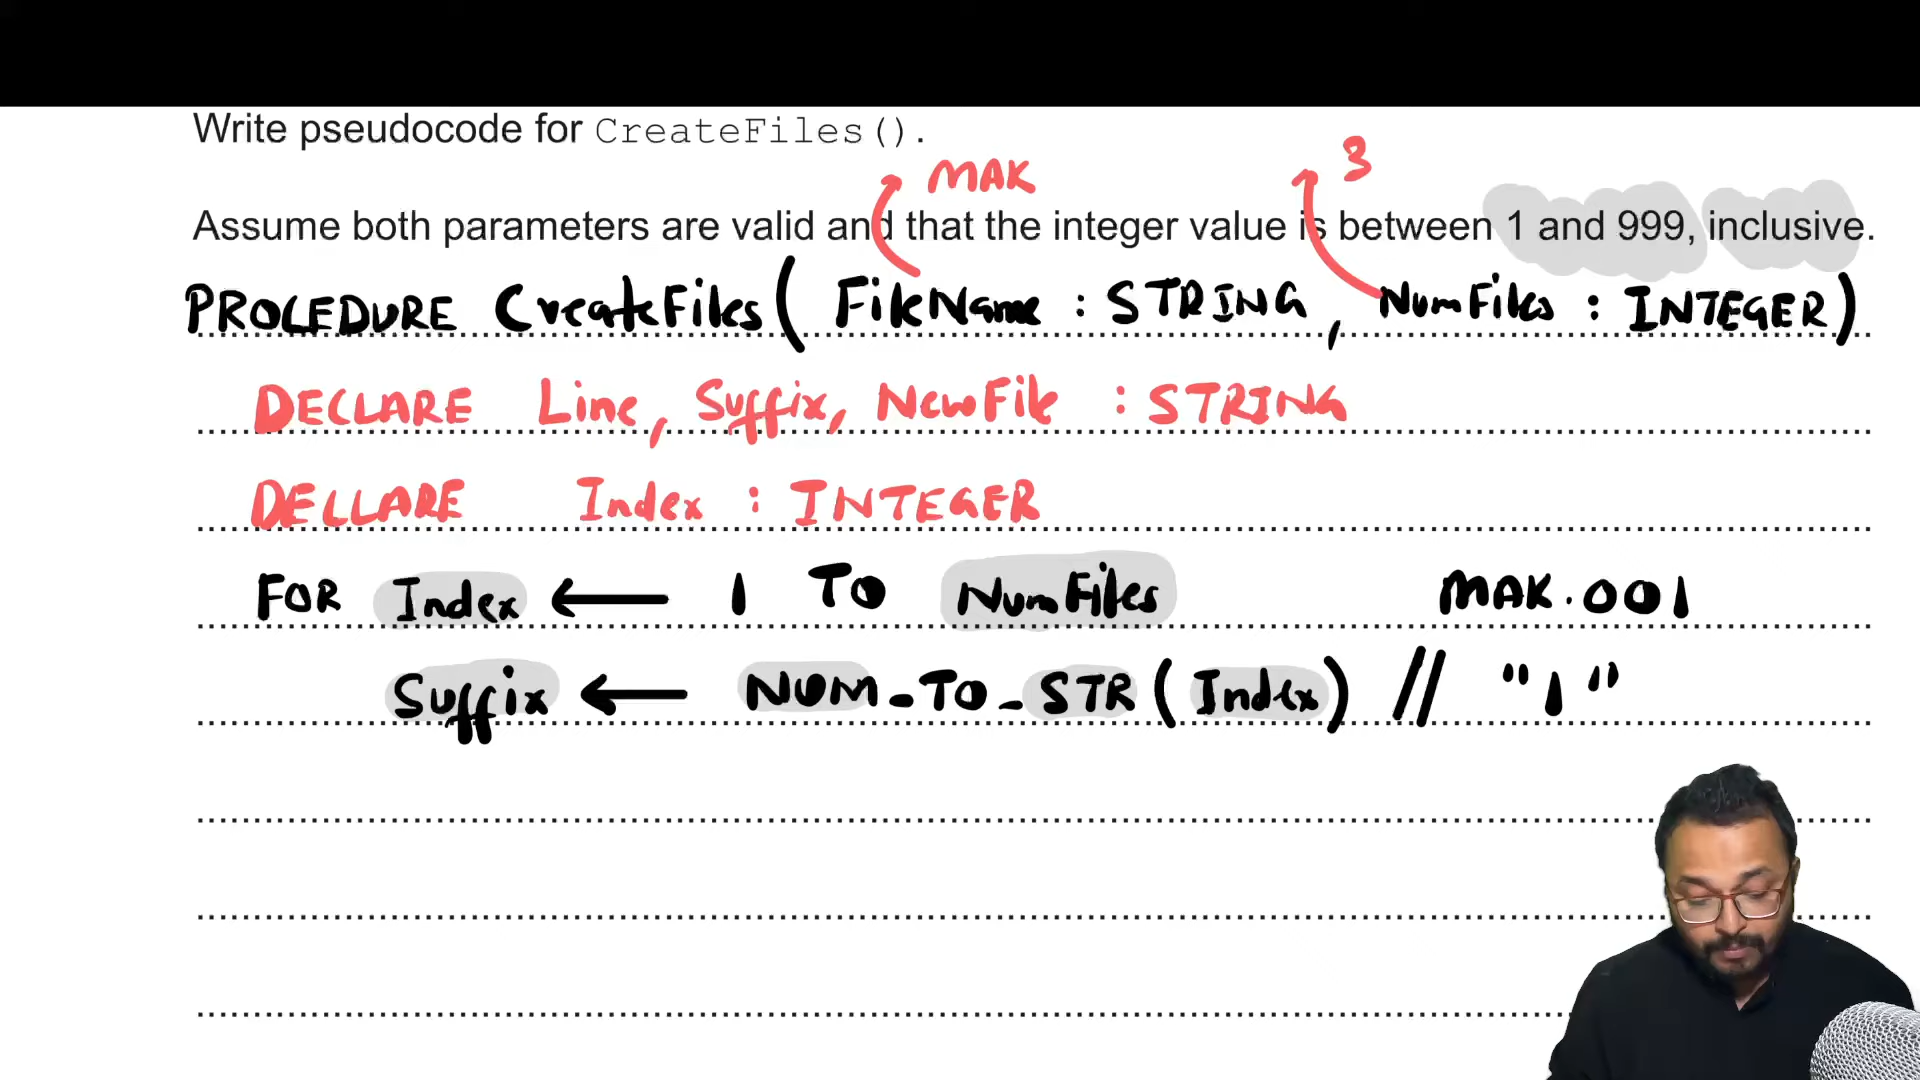 Write pseudocode for CreateFiles().
MAK
3
Assume both parameters are valid and that the integer value is between 1 and 999, inclusive.
PROCEDURE CreateFiles( FileName : STRING, NumFiles : INTEGER)
DECLARE Line, Suffix, NewFile : STRING
DECLARE Index : INTEGER
FOR Index ← 1 TO NumFiles MAK.001
Suffix ← NUM_TO_STR(Index) // "1"